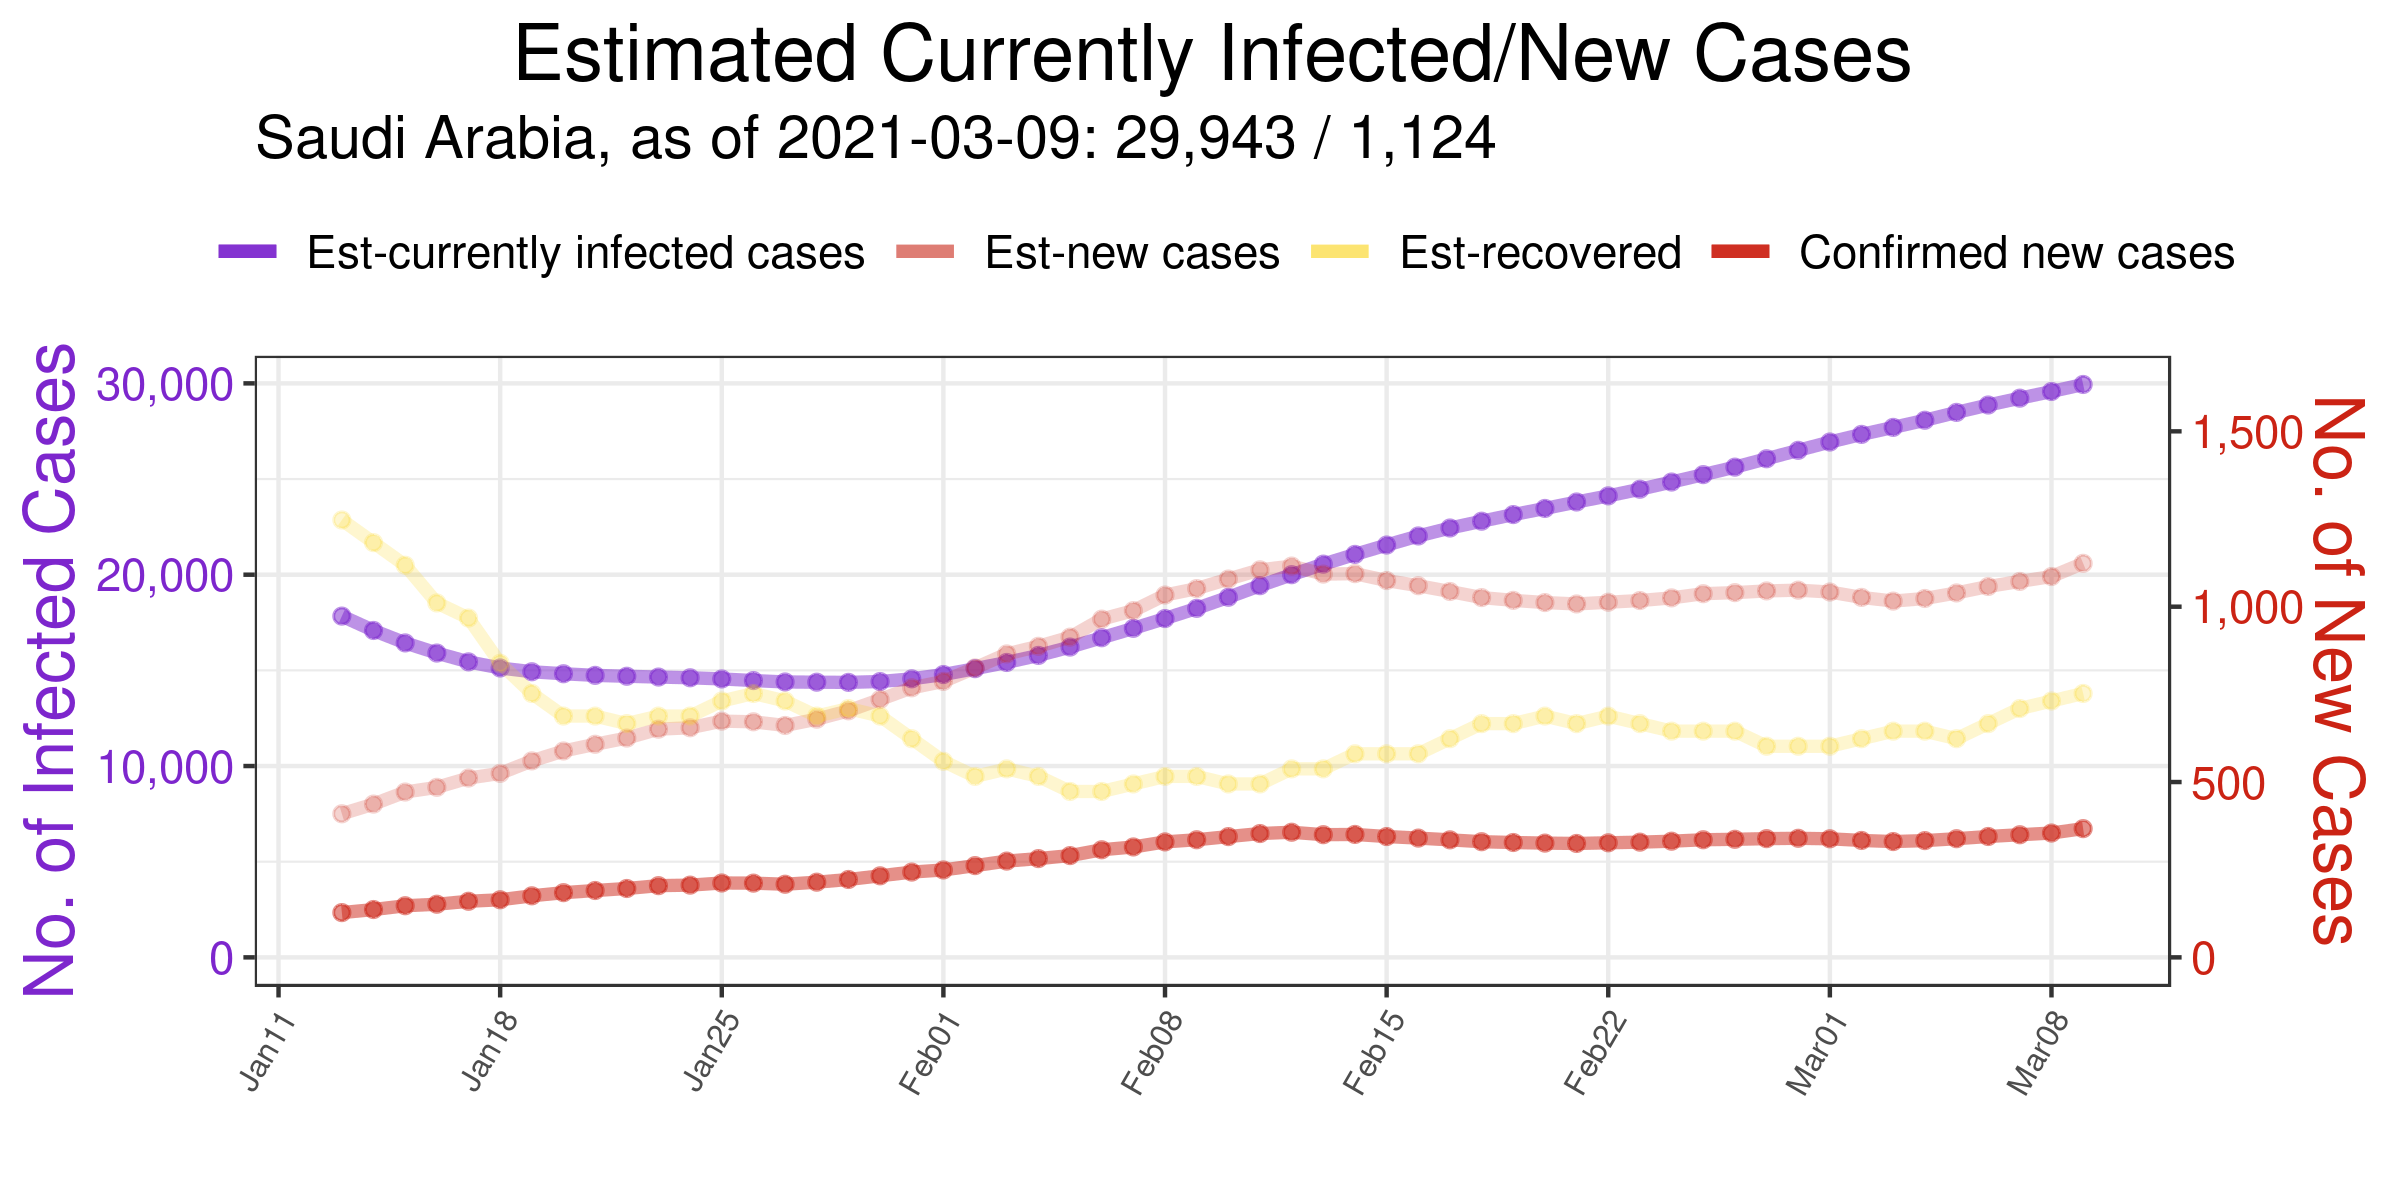 Estimated Currently Infected/New Cases
Saudi Arabia, as of 2021-03-09: 29,943 / 1,124
Est-currently infected cases Est-new cases Est-recovered Confirmed new cases
No. of Infected Cases
30,000
20,000
10,000
0
1,500
1,000
500
0
No. of New Cases
Jan11 Jan18 Jan25 Feb01 Feb08 Feb15 Feb22 Mar01 Mar08